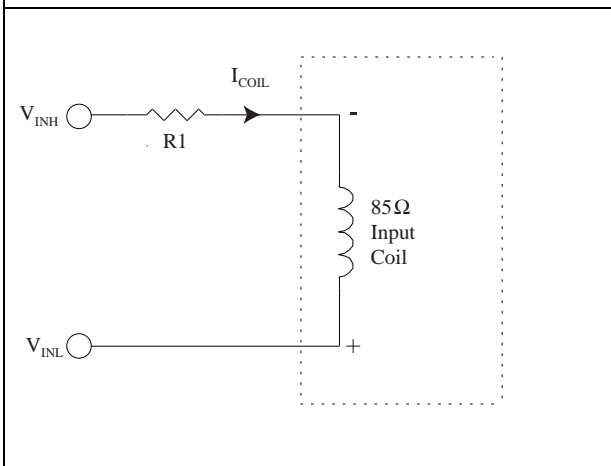 I_COIL
V_INH
R1
-
85Ω
Input
Coil
V_INL
+